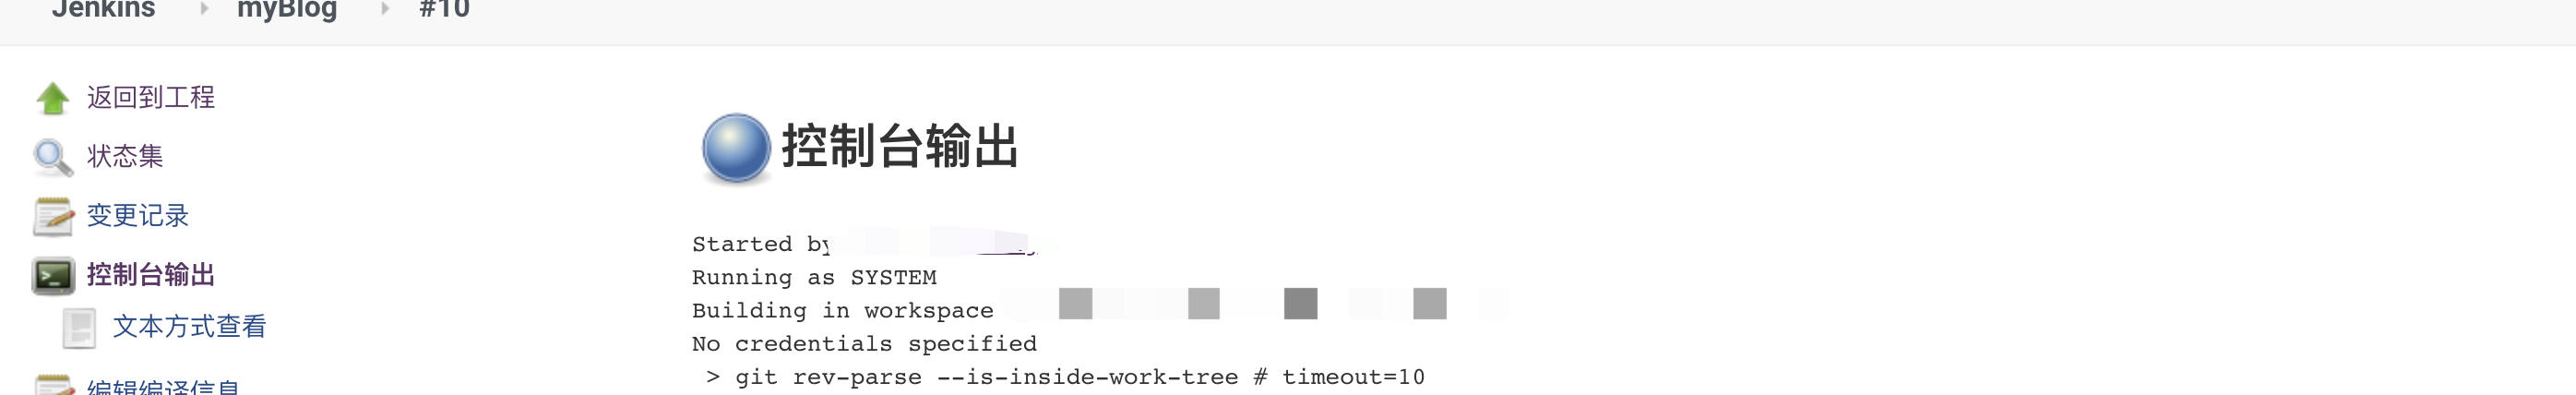 Jenkins myBlog #10
返回到工程
状态集
变更记录
控制台输出
文本方式查看
编辑编译信息
控制台输出
Started by
Running as SYSTEM
Building in workspace
No credentials specified
> git rev-parse --is-inside-work-tree # timeout=10